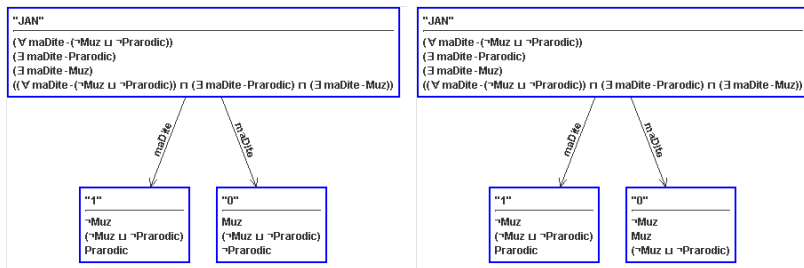 "JAN"
(∀ maDite-(¬Muz ⊔ ¬Prarodic))
(∃ maDite-Prarodic)
(∃ maDite-Muz)
((∀ maDite-(¬Muz ⊔ ¬Prarodic)) ⊓ (∃ maDite-Prarodic) ⊓ (∃ maDite-Muz))
maDite
maDite
"1"
¬Muz
(¬Muz ⊔ ¬Prarodic)
Prarodic
"0"
Muz
(¬Muz ⊔ ¬Prarodic)
¬Prarodic
"JAN"
(∀ maDite-(¬Muz ⊔ ¬Prarodic))
(∃ maDite-Prarodic)
(∃ maDite-Muz)
((∀ maDite-(¬Muz ⊔ ¬Prarodic)) ⊓ (∃ maDite-Prarodic) ⊓ (∃ maDite-Muz))
maDite
maDite
"1"
¬Muz
(¬Muz ⊔ ¬Prarodic)
Prarodic
"0"
¬Muz
Muz
(¬Muz ⊔ ¬Prarodic)